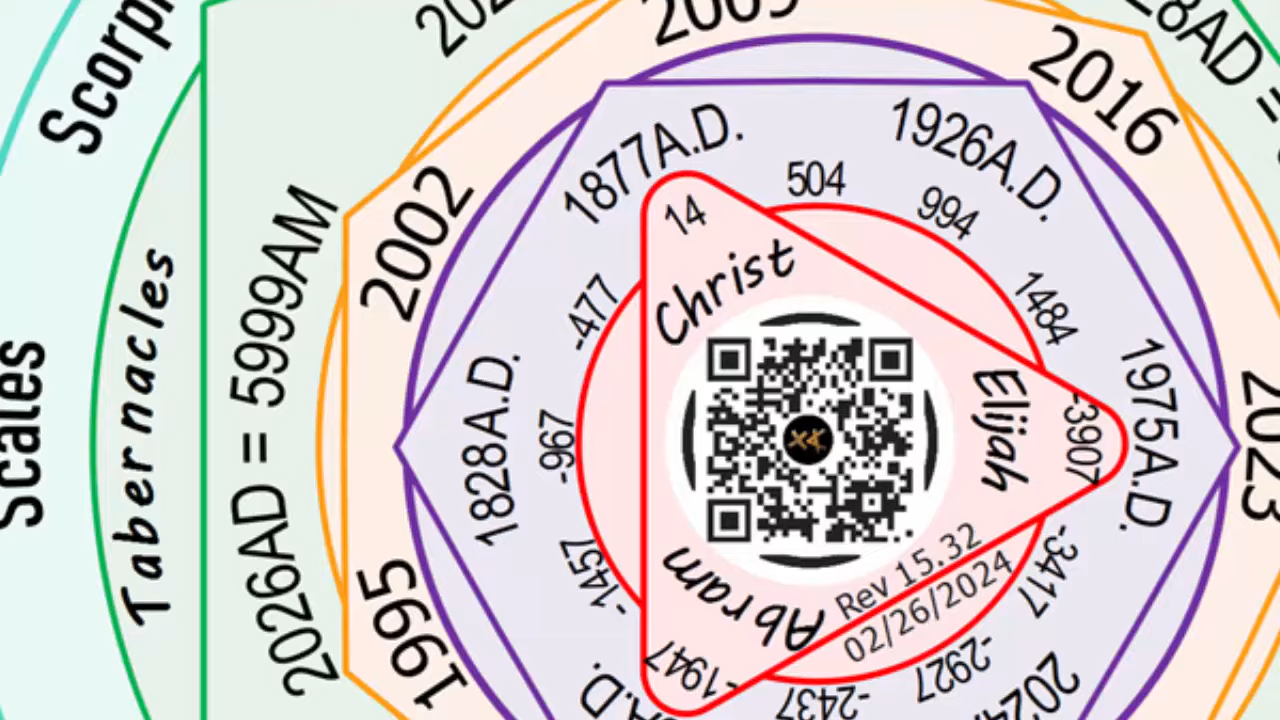 Scales
Tabernacles
2026AD = 5999AM
1995
2002
2016
2023
1828A.D.
1877A.D.
1926A.D.
1975A.D.
14
504
994
1484
-3907
-3417
-2927
-2437
-1947
-1457
-967
-477
Christ
Elijah
Abram
Rev 15.32
02/26/2024